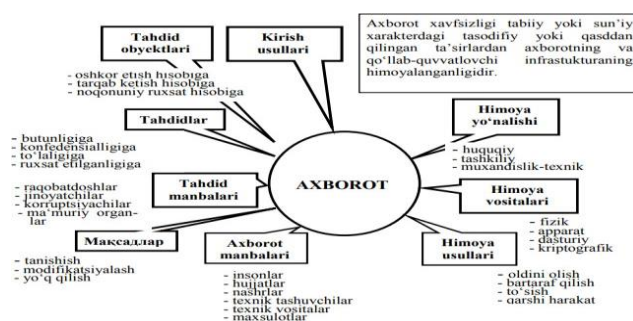 Tahdid
obyektlari
- oshkor etish hisobiga
- tarqab ketish hisobiga
- noqonuniy ruxsat hisobiga
Kirish
usullari
Axborot xavfsizligi tabiiy yoki sun'iy
xarakterdagi tasodifiy yoki qasddan
qilingan ta'sirlardan axborotning va
qo'llab-quvvatlovchi infrastukturaning
himoyalanganligidir.
Tahdidlar
- butunligiga
- konfedensialligiga
- to'laligiga
- ruxsat etilganligiga
Himoya
yo'nalishi
- huquqiy
- tashkiliy
- muxandislik-texnik
AXBOROT
Tahdid
manbalari
- raqobatdoshlar
- jinoyatchilar
- korruptsiyachilar
- ma'muriy organ-
lar
Himoya
vositalari
- fizik
- apparat
- dasturiy
- kriptografik
Мақсадлар
- tanishish
- modifikatsiyalash
- yo'q qilish
Axborot
manbalari
- insonlar
- hujjatlar
- nashrlar
- texnik tashuvchilar
- texnik vositalar
- maxsulotlar
Himoya
usullari
- oldini olish
- bartaraf qilish
- to'sish
- qarshi harakat